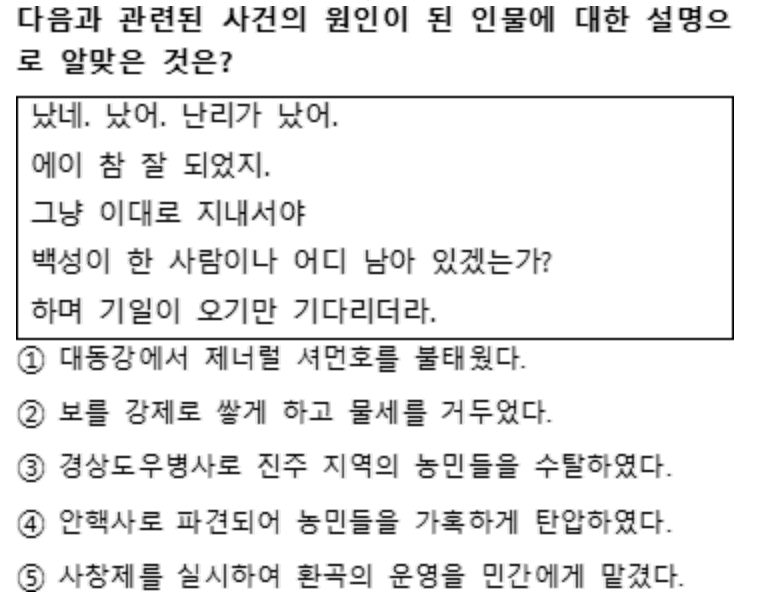 다음과 관련된 사건의 원인이 된 인물에 대한 설명으
로 알맞은 것은?
났네. 났어. 난리가 났어.
에이 참 잘 되었지.
그냥 이대로 지내서야
백성이 한 사람이나 어디 남아 있겠는가?
하며 기일이 오기만 기다리더라.
① 대동강에서 제너럴 셔먼호를 불태웠다.
② 보를 강제로 쌓게 하고 물세를 거두었다.
③ 경상도우병사로 진주 지역의 농민들을 수탈하였다.
④ 안핵사로 파견되어 농민들을 가혹하게 탄압하였다.
⑤ 사창제를 실시하여 환곡의 운영을 민간에게 맡겼다.